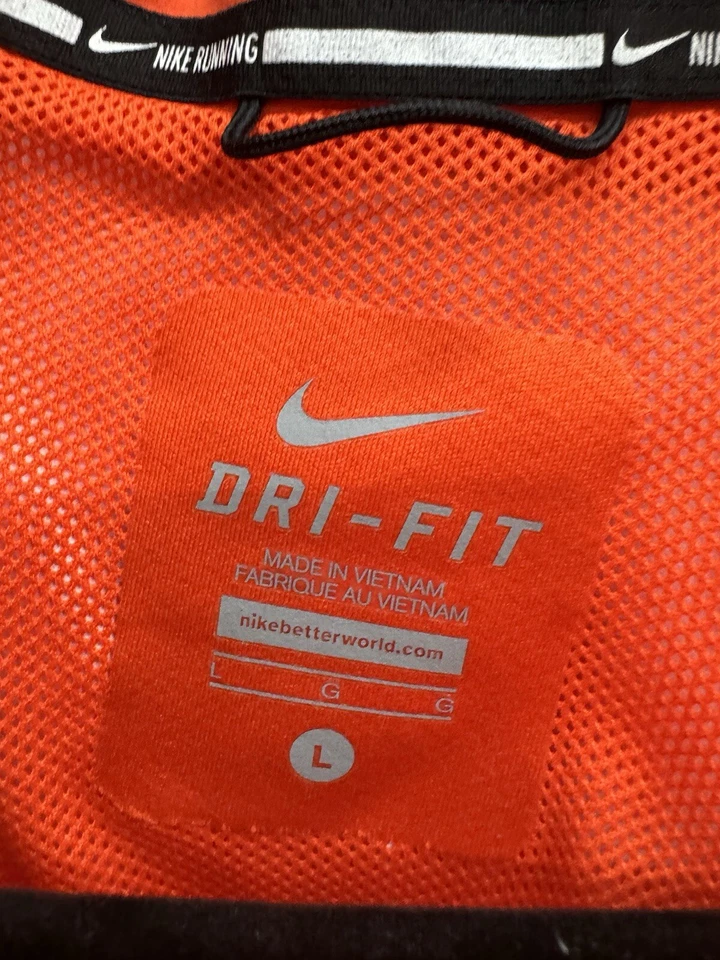 NIKE RUNNING
DRI-FIT
MADE IN VIETNAM
FABRIQUE AU VIETNAM
nikebetterworld.com
L G G
L